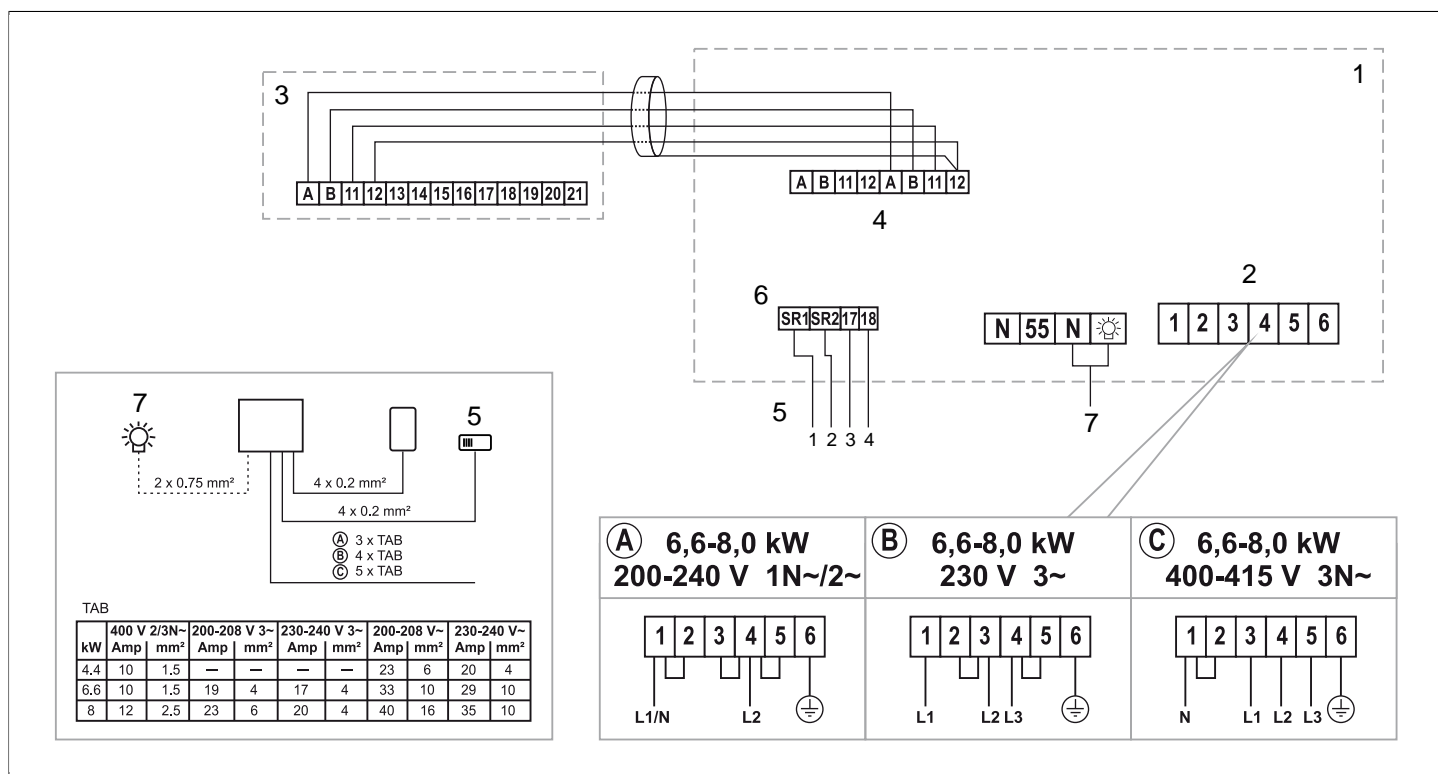 1
3
A B 11 12 13 14 15 16 17 18 19 20 21
A B 11 12 A B 11 12
4
2
6
SR1 SR2 17 18
N 55 N
1 2 3 4 5 6
5
1 2 3 4
7
7
5
2 x 0.75 mm²
4 x 0.2 mm²
4 x 0.2 mm²
A 3 x TAB
B 4 x TAB
C 5 x TAB
TAB
kW 400 V 2/3N~ 200-208 V 3~ 230-240 V 3~ 200-208 V~ 230-240 V~
Amp mm² Amp mm² Amp mm² Amp mm² Amp mm²
4.4 10 1.5 — — — — 23 6 20 4
6.6 10 1.5 19 4 17 4 33 10 29 10
8 12 2.5 23 6 20 4 40 16 35 10
A 6,6-8,0 kW
200-240 V 1N~/2~
1 2 3 4 5 6
L1/N L2
B 6,6-8,0 kW
230 V 3~
1 2 3 4 5 6
L1 L2 L3
C 6,6-8,0 kW
400-415 V 3N~
1 2 3 4 5 6
N L1 L2 L3